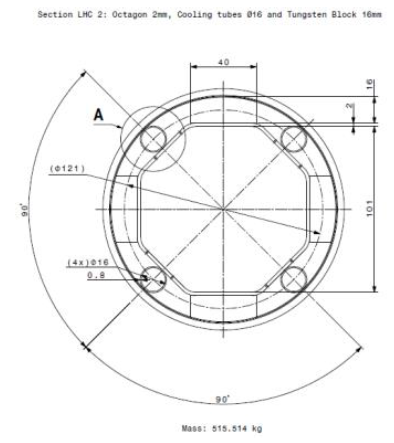 Section LHC 2: Octagon 2mm, Cooling tubes Ø16 and Tungsten Block 16mm
40
16
2
A
(Ø121)
101
90°
(4x)Ø16
0.8
90°
Mass: 515.514 kg